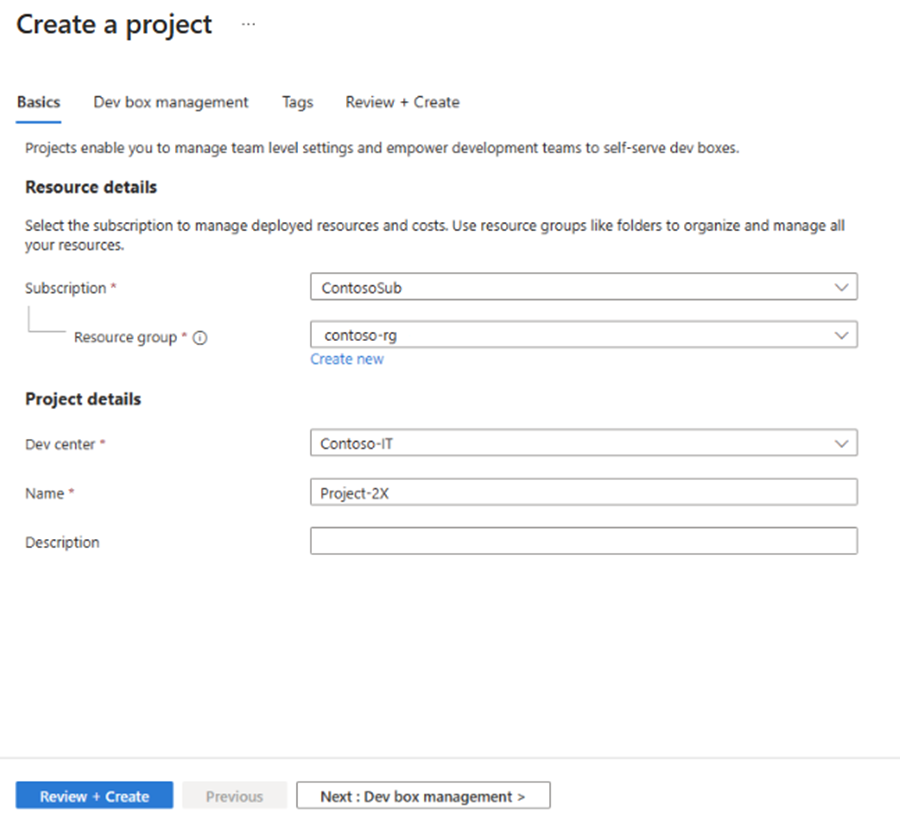 Create a project ...
Basics Dev box management Tags Review + Create
Projects enable you to manage team level settings and empower development teams to self-serve dev boxes.
Resource details
Select the subscription to manage deployed resources and costs. Use resource groups like folders to organize and manage all
your resources.
Subscription * ContosoSub
Resource group * contoso-rg
Create new
Project details
Dev center * Contoso-IT
Name * Project-2X
Description
Review + Create Previous Next : Dev box management >